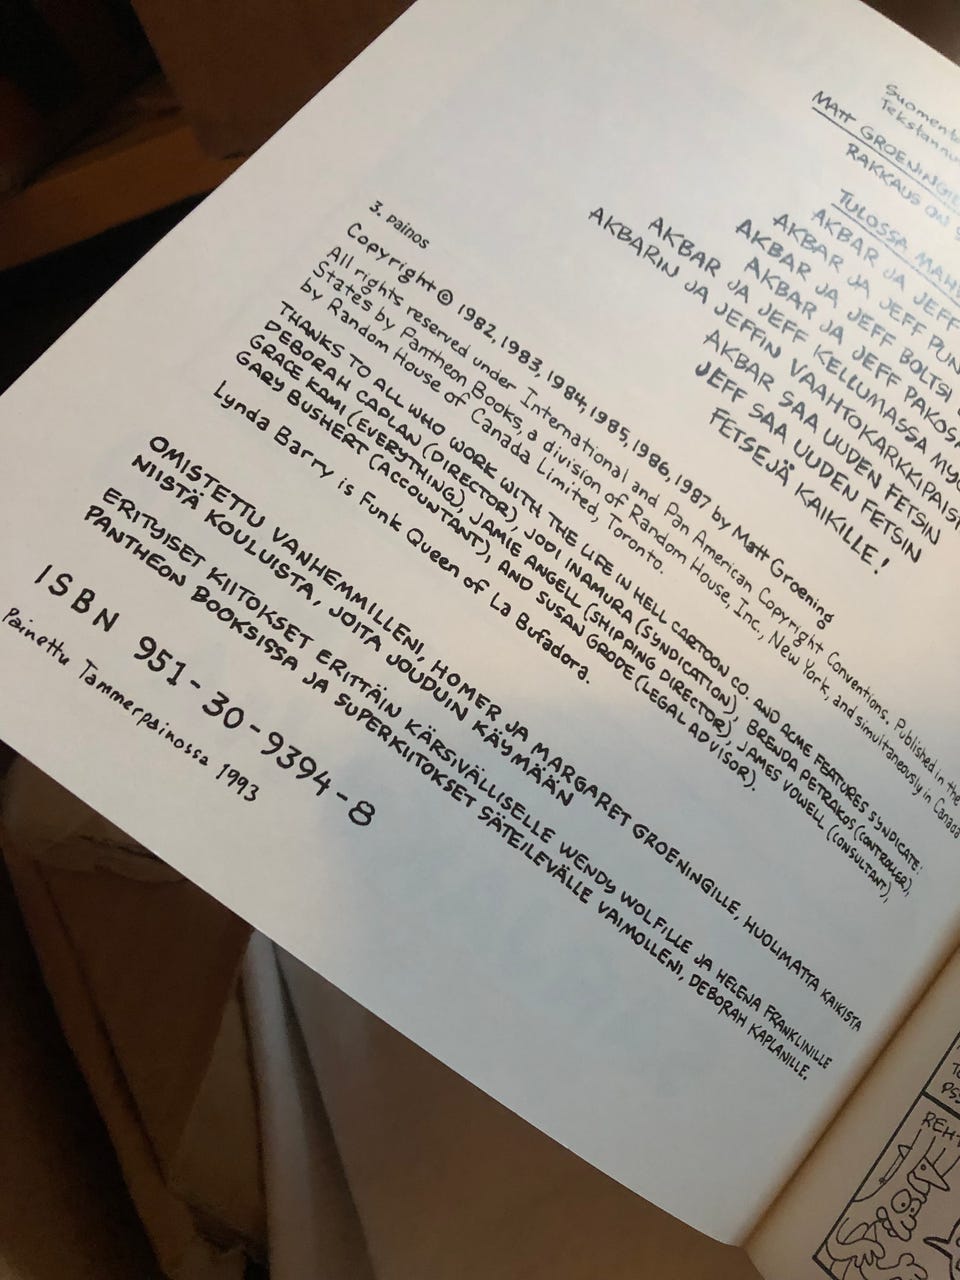 MATT GROENINGIL
RAKKAUS ON
TULOSSA
AKBAR JA JEFF
AKBAR JA JEFF
AKBAR JA JEFF BOLTSI
AKBAR JA JEFF PAKOSA
AKBAR JA JEFF KELLUMASSA
AKBARIN JA JEFFIN VAAHTOKARKKIPAIS
AKBAR SAA UUDEN FETSIN
JEFF SAA UUDEN FETSIN
FETSEJÄ KAIKILLE!
3. painos
Copyright © 1982, 1983, 1984, 1985, 1986, 1987 by Matt Groening
All rights reserved under International and Pan American Copyright Conventions. Published in the
States by Pantheon Books, a division of Random House, Inc., New York, and simultaneously in Canada
by Random House of Canada Limited, Toronto.
THANKS TO ALL WHO WORK WITH THE LIFE IN HELL CARTOON CO. AND ACME FEATURES SYNDICATE:
DEBORAH CAPLAN (DIRECTOR), JODI INAMURA (SYNDICATION), BRENDA PETRAKOS (CONTROLLER),
GRACE KAMI (EVERYTHING), JAMIE ANGELL (SHIPPING DIRECTOR), JAMES VOWELL (CONSULTANT),
GARY BUSHERT (ACCOUNTANT), AND SUSAN GRODE (LEGAL ADVISOR).
Lynda Barry is Funk Queen of La Bufadora.
OMISTETTU VANHEMMILLENI, HOMER JA MARGARET GROENINGILLE, HUOLIMATTA KAIKISTA
NIISTÄ KOULUISTA, JOITA JOUDUIN KÄYMÄÄN
ERITYISET KIITOKSET ERITTÄIN KÄRSIVÄLLISELLE WENDY WOLFILLE JA HELENA FRANKLINILLE
PANTHEON BOOKSISSA JA SUPERKIITOKSET SÄTEILEVÄLLE VAIMOLLENI, DEBORAH KAPLANILLE.
ISBN 951-30-9394-8
Painettu Tammerpainossa 1993